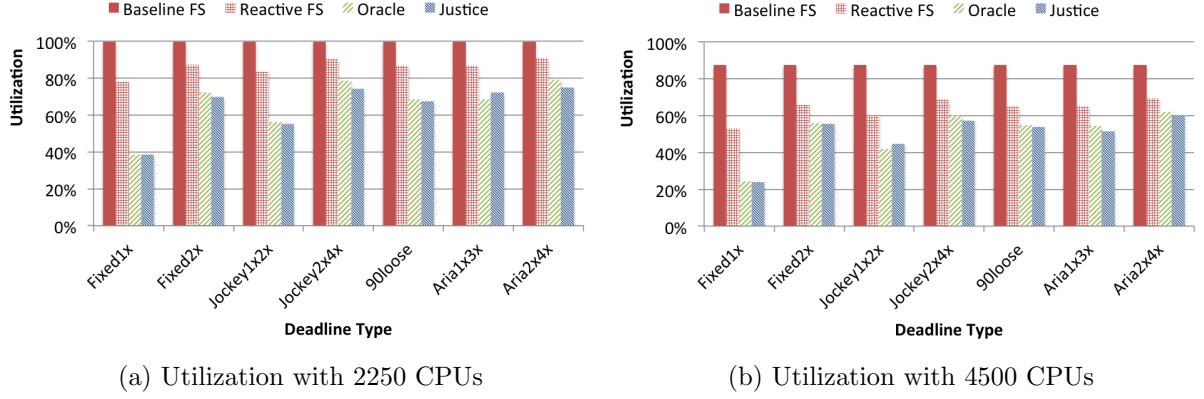 Baseline FS Reactive FS Oracle Justice
100%
80%
60%
40%
20%
0%
Utilization
Fixed1x Fixed2x Jockey1x2x Jockey2x4x 90loose Aria1x3x Aria2x4x
Deadline Type
(a) Utilization with 2250 CPUs
Baseline FS Reactive FS Oracle Justice
100%
80%
60%
40%
20%
0%
Utilization
Fixed1x Fixed2x Jockey1x2x Jockey2x4x 90loose Aria1x3x Aria2x4x
Deadline Type
(b) Utilization with 4500 CPUs